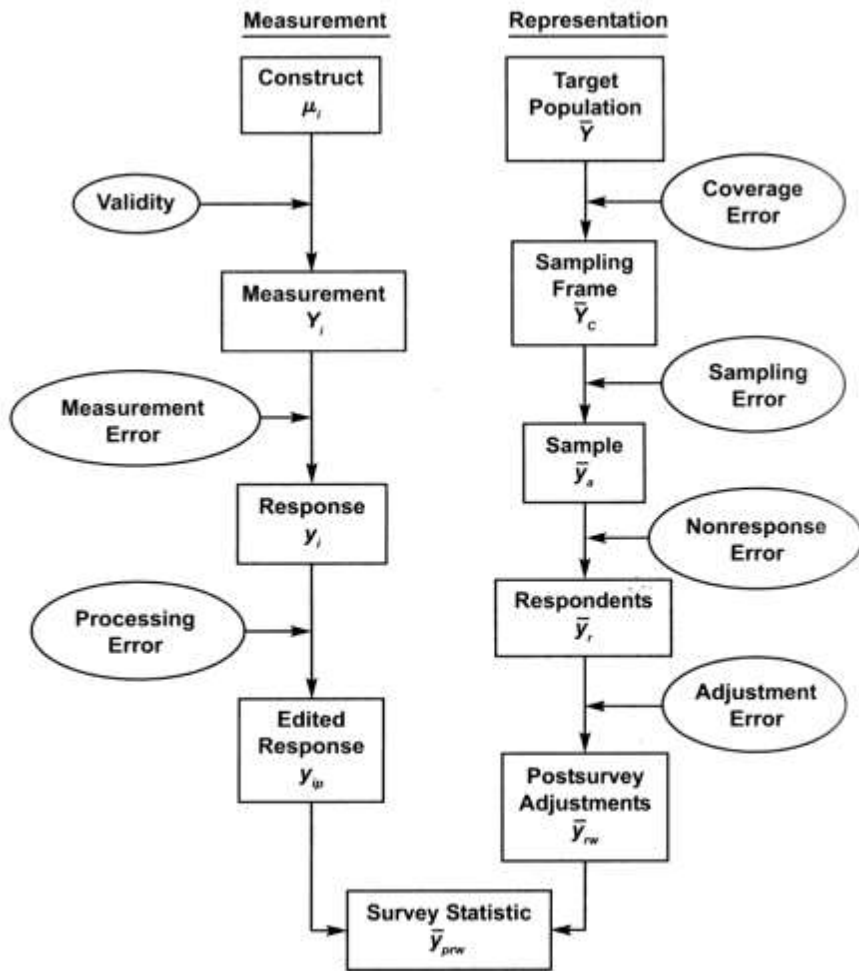 Measurement
Construct
μi
Validity
Measurement
Yi
Measurement
Error
Response
yi
Processing
Error
Edited
Response
yip
Representation
Target
Population
Ȳ
Coverage
Error
Sampling
Frame
Ȳc
Sampling
Error
Sample
ȳa
Nonresponse
Error
Respondents
ȳr
Adjustment
Error
Postsurvey
Adjustments
ȳrw
Survey Statistic
ȳprw